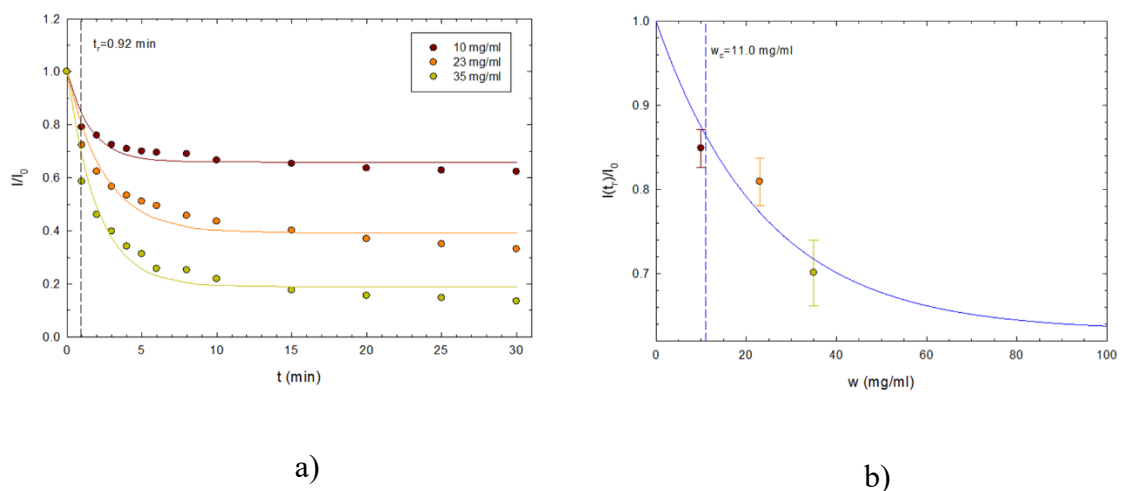 1.2
1.0
0.8
0.6
0.4
0.2
0.0
I/I₀
tᵣ=0.92 min
10 mg/ml
23 mg/ml
35 mg/ml
0 5 10 15 20 25 30
t (min)
a)
1.0
0.9
0.8
0.7
I(tᵣ)/I₀
w꜀=11.0 mg/ml
0 20 40 60 80 100
w (mg/ml)
b)